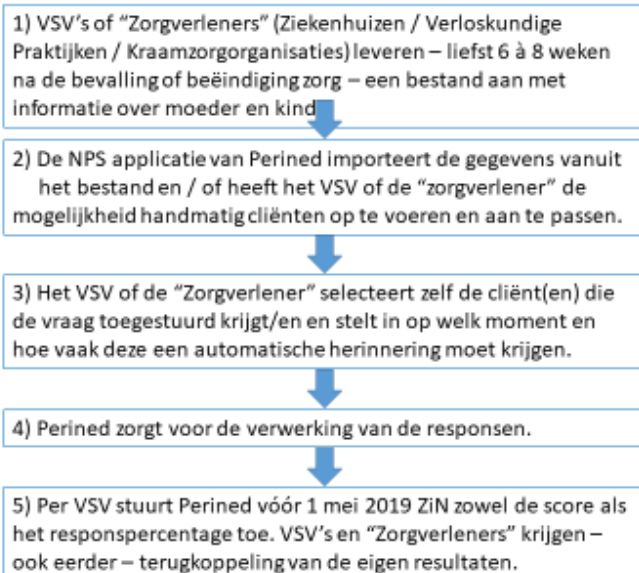 1) VSV's of “Zorgverleners” (Ziekenhuizen / Verloskundige
Praktijken / Kraamzorgorganisaties) leveren – liefst 6 à 8 weken
na de bevalling of beëindiging zorg – een bestand aan met
informatie over moeder en kind
2) De NPS applicatie van Perined importeert de gegevens vanuit
het bestand en / of heeft het VSV of de “zorgverlener” de
mogelijkheid handmatig cliënten op te voeren en aan te passen.
3) Het VSV of de “Zorgverlener” selecteert zelf de cliënt(en) die
de vraag toegestuurd krijgt/en en stelt in op welk moment en
hoe vaak deze een automatische herinnering moet krijgen.
4) Perined zorgt voor de verwerking van de responsen.
5) Per VSV stuurt Perined vóór 1 mei 2019 ZiN zowel de score als
het responspercentage toe. VSV's en “Zorgverleners” krijgen –
ook eerder – terugkoppeling van de eigen resultaten.